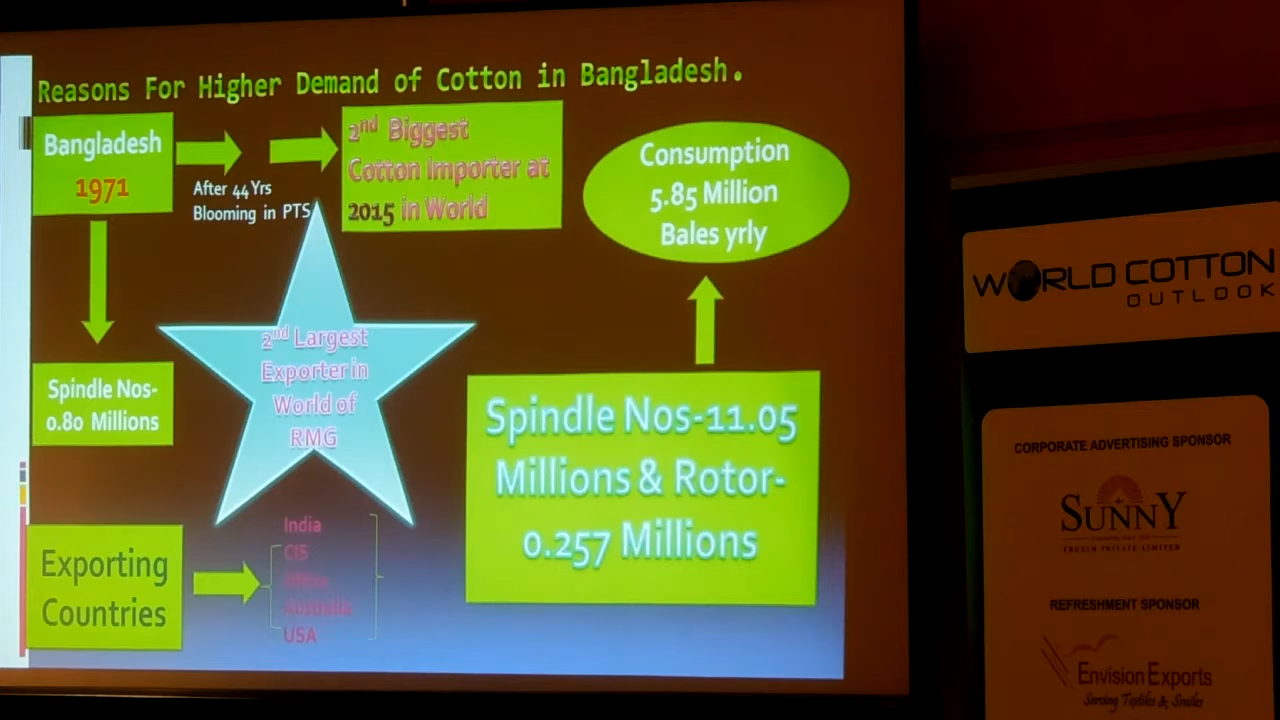 Reasons For Higher Demand of Cotton in Bangladesh.
Bangladesh
1971
After 44 Yrs
Blooming in PTS
2nd Biggest
Cotton Importer at
2015 in World
Consumption
5.85 Million
Bales yrly
Spindle Nos-
0.80 Millions
2nd Largest
Exporter in
World of
RMG
Spindle Nos-11.05
Millions & Rotor-
0.257 Millions
Exporting
Countries
India
CIS
Australia
USA
WORLD COTTON
OUTLOOK
CORPORATE ADVERTISING SPONSOR
SUNNY
TREXIM PRIVATE LIMITED
REFRESHMENT SPONSOR
Envision Exports
Serving Textiles & Smiles